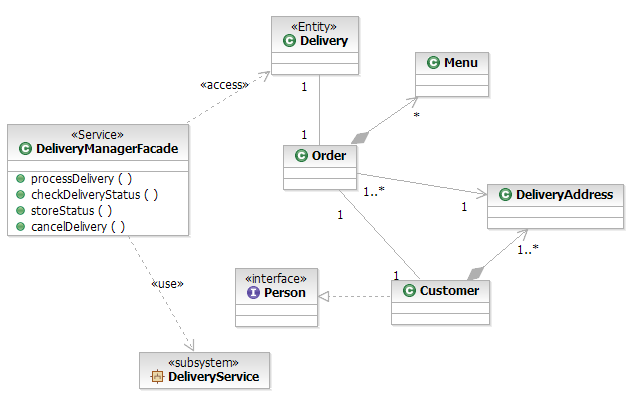 «Entity»
Delivery
Menu
«access»
1
*
«Service»
DeliveryManagerFacade
1
Order
processDelivery ( )
checkDeliveryStatus ( )
storeStatus ( )
cancelDelivery ( )
1..*
DeliveryAddress
1
1
1..*
«use»
«interface»
Person
1
Customer
«subsystem»
DeliveryService